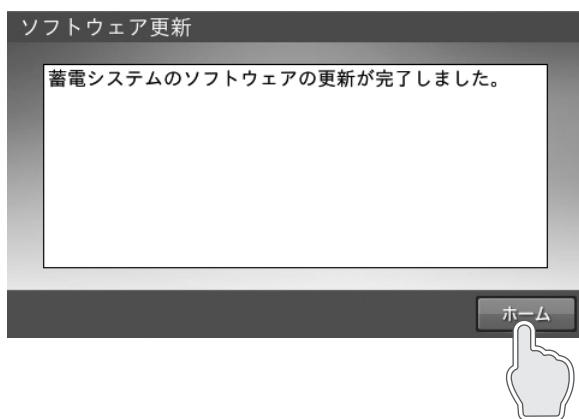 ソフトウェア更新
蓄電システムのソフトウェアの更新が完了しました。
ホーム